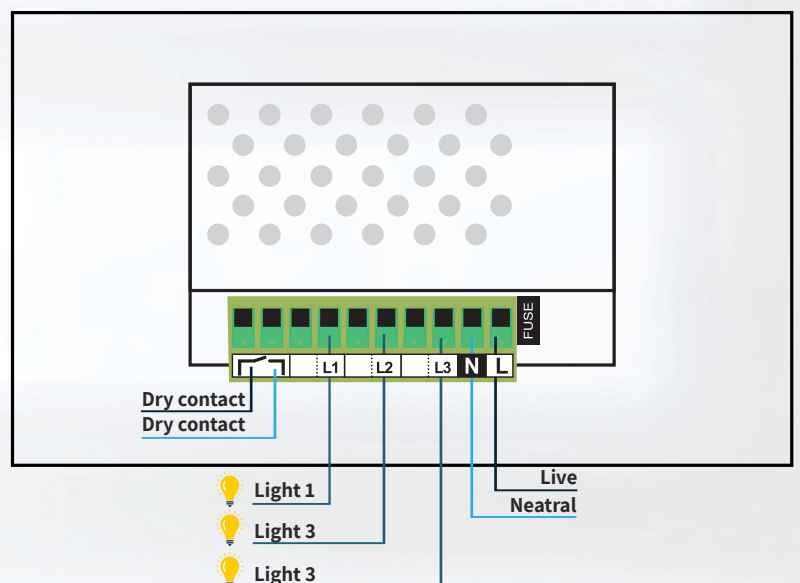 FUSE
L1 L2 L3 N L
Dry contact
Dry contact
Live
Neatral
Light 1
Light 3
Light 3